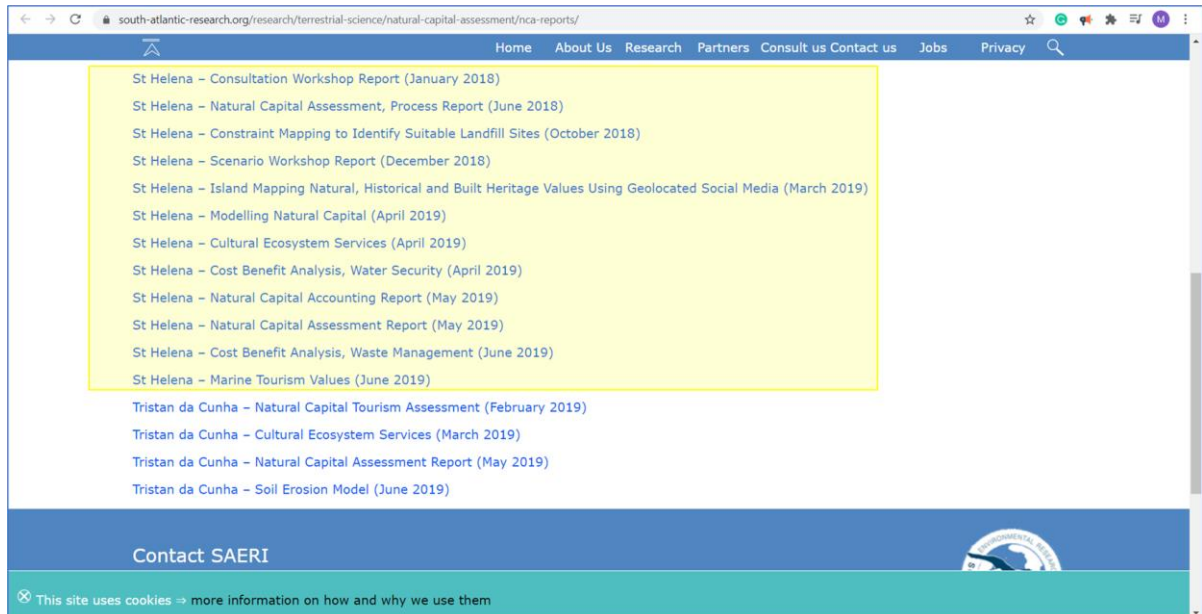 south-atlantic-research.org/research/terrestrial-science/natural-capital-assessment/nca-reports/
M
Home About Us Research Partners Consult us Contact us Jobs Privacy
St Helena – Consultation Workshop Report (January 2018)
St Helena – Natural Capital Assessment, Process Report (June 2018)
St Helena – Constraint Mapping to Identify Suitable Landfill Sites (October 2018)
St Helena – Scenario Workshop Report (December 2018)
St Helena – Island Mapping Natural, Historical and Built Heritage Values Using Geolocated Social Media (March 2019)
St Helena – Modelling Natural Capital (April 2019)
St Helena – Cultural Ecosystem Services (April 2019)
St Helena – Cost Benefit Analysis, Water Security (April 2019)
St Helena – Natural Capital Accounting Report (May 2019)
St Helena – Natural Capital Assessment Report (May 2019)
St Helena – Cost Benefit Analysis, Waste Management (June 2019)
St Helena – Marine Tourism Values (June 2019)
Tristan da Cunha – Natural Capital Tourism Assessment (February 2019)
Tristan da Cunha – Cultural Ecosystem Services (March 2019)
Tristan da Cunha – Natural Capital Assessment Report (May 2019)
Tristan da Cunha – Soil Erosion Model (June 2019)
Contact SAERI
ENVIRONMENTAL
This site uses cookies ⇒ more information on how and why we use them